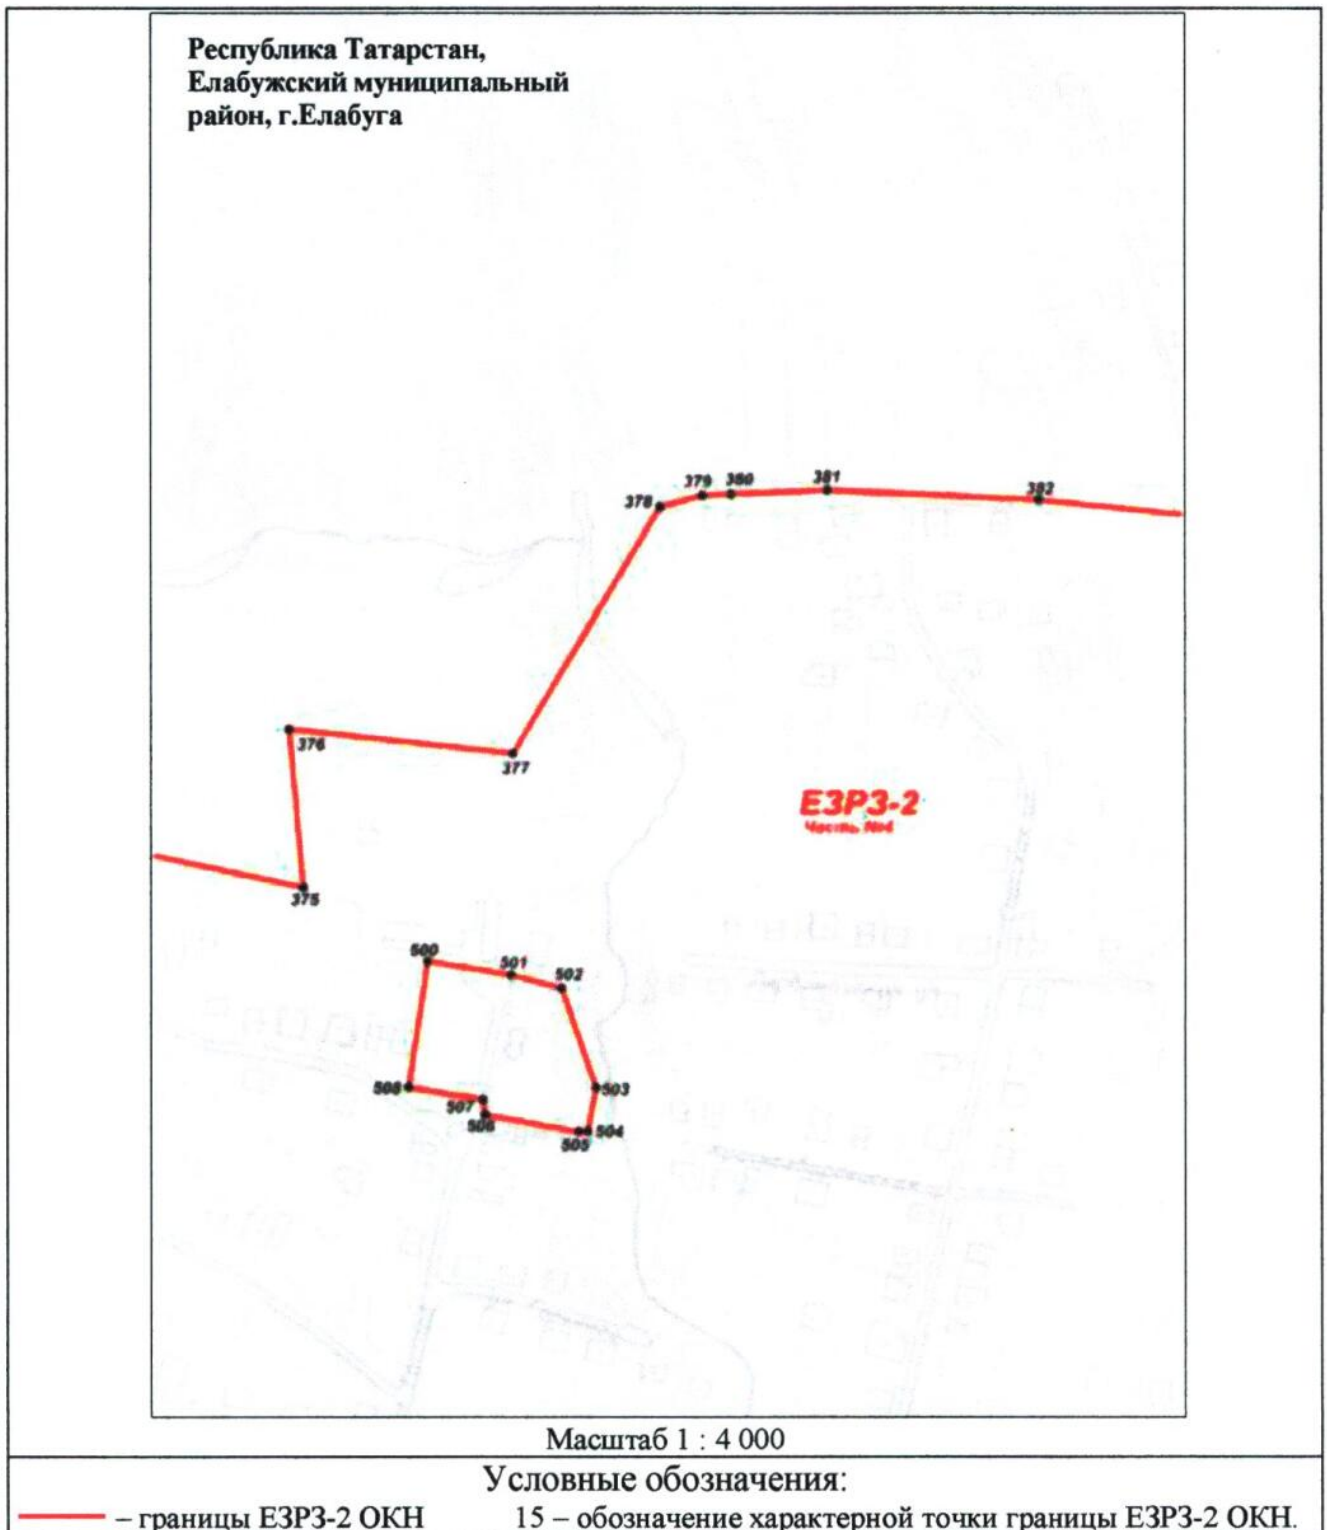 Республика Татарстан,
Елабужский муниципальный
район, г.Елабуга
379
380
381
382
378
376
377
ЕЗРЗ-2
Часть №4
375
500
501
502
508
503
507
506
504
505
Масштаб 1 : 4 000
Условные обозначения:
– границы ЕЗРЗ-2 ОКН
15 – обозначение характерной точки границы ЕЗРЗ-2 ОКН.